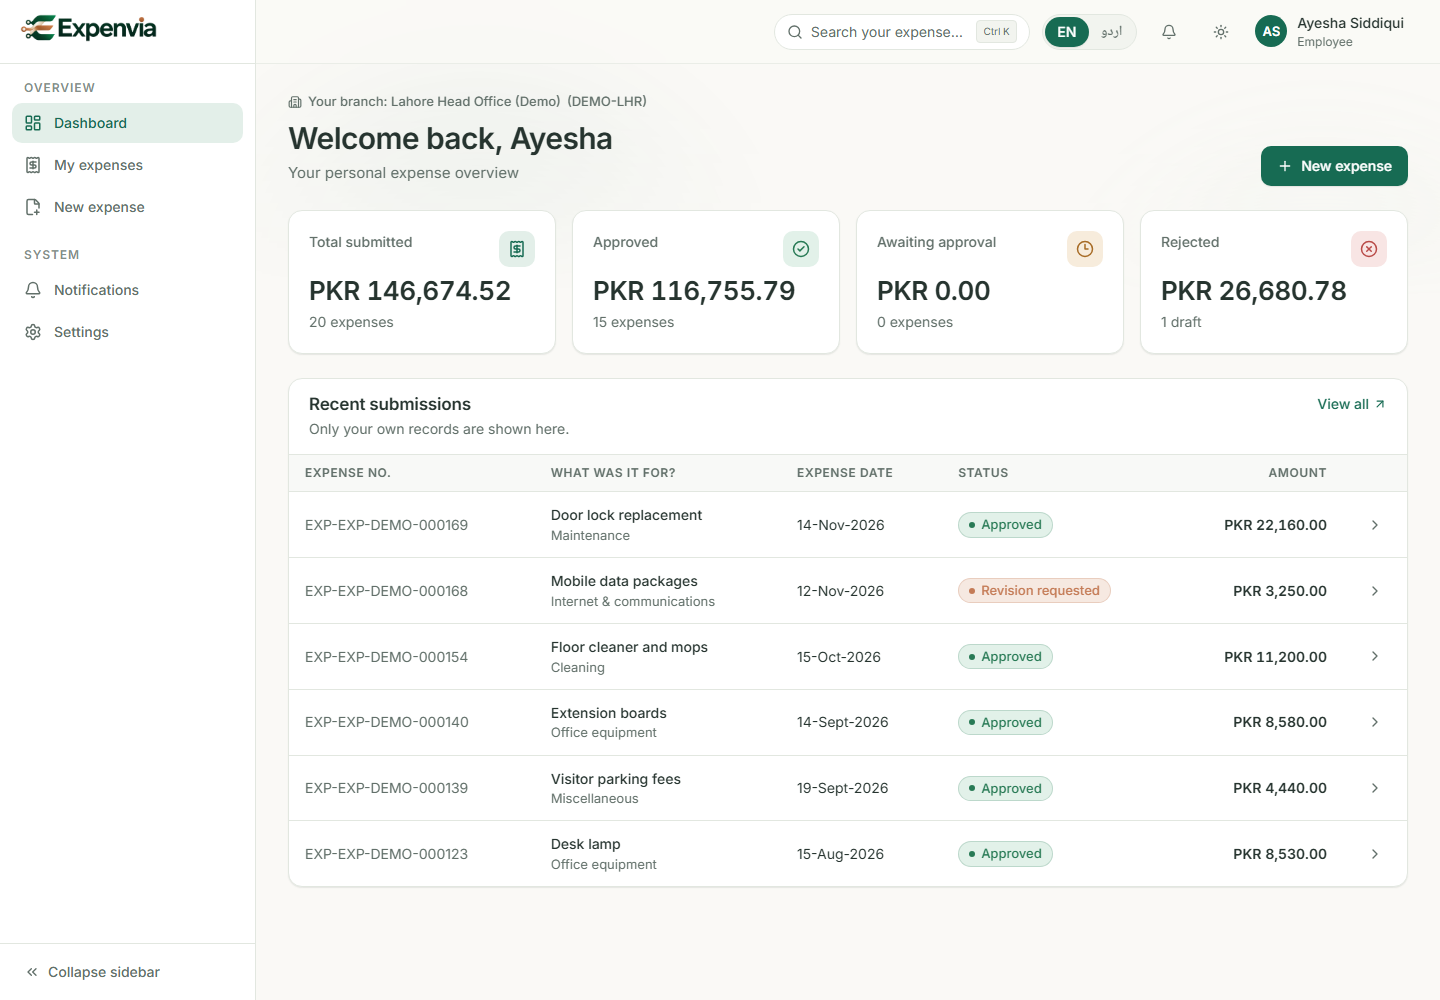 Expenvia
Search your expense... Ctrl K
EN اردو
AS Ayesha Siddiqui
Employee
OVERVIEW
Dashboard
My expenses
New expense
SYSTEM
Notifications
Settings
Collapse sidebar
Your branch: Lahore Head Office (Demo) (DEMO-LHR)
Welcome back, Ayesha
Your personal expense overview
New expense
Total submitted
PKR 146,674.52
20 expenses
Approved
PKR 116,755.79
15 expenses
Awaiting approval
PKR 0.00
0 expenses
Rejected
PKR 26,680.78
1 draft
Recent submissions
View all
Only your own records are shown here.
EXPENSE NO. WHAT WAS IT FOR? EXPENSE DATE STATUS AMOUNT
EXP-EXP-DEMO-000169 Door lock replacement 14-Nov-2026 Approved PKR 22,160.00
Maintenance
EXP-EXP-DEMO-000168 Mobile data packages 12-Nov-2026 Revision requested PKR 3,250.00
Internet & communications
EXP-EXP-DEMO-000154 Floor cleaner and mops 15-Oct-2026 Approved PKR 11,200.00
Cleaning
EXP-EXP-DEMO-000140 Extension boards 14-Sept-2026 Approved PKR 8,580.00
Office equipment
EXP-EXP-DEMO-000139 Visitor parking fees 19-Sept-2026 Approved PKR 4,440.00
Miscellaneous
EXP-EXP-DEMO-000123 Desk lamp 15-Aug-2026 Approved PKR 8,530.00
Office equipment